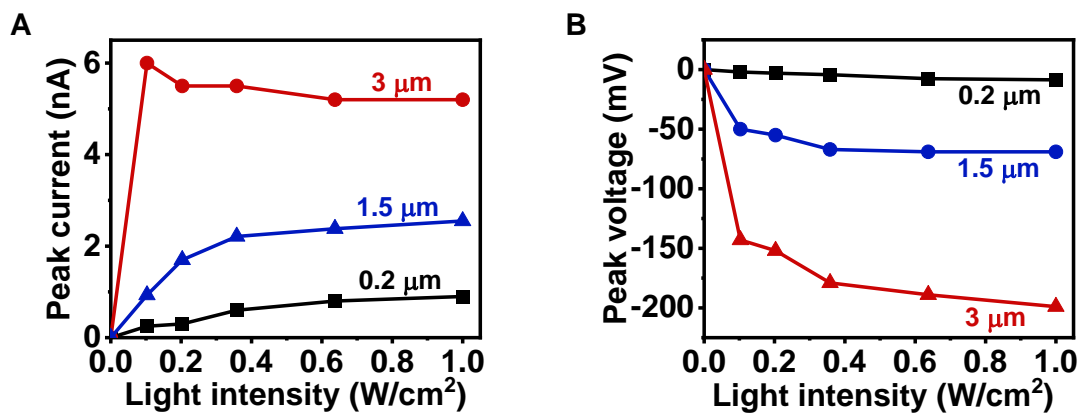 A
Peak current (nA)
6
4
2
0
3 μm
1.5 μm
0.2 μm
0.0 0.2 0.4 0.6 0.8 1.0
Light intensity (W/cm²)
B
Peak voltage (mV)
0
-50
-100
-150
-200
0.2 μm
1.5 μm
3 μm
0.0 0.2 0.4 0.6 0.8 1.0
Light intensity (W/cm²)